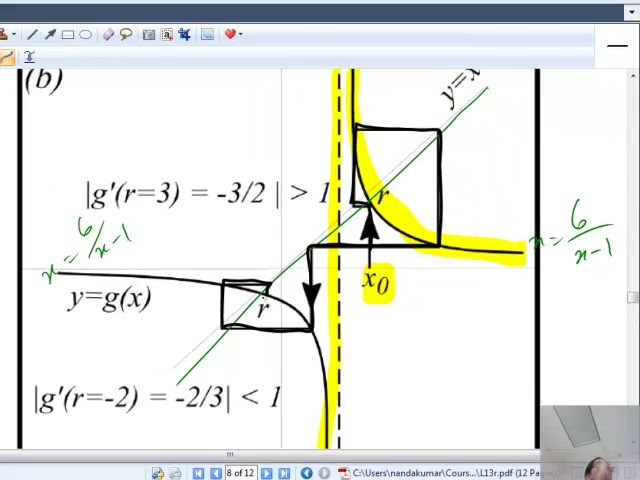 (b)
y=x
|g'(r=3) = -3/2 | > 1
r
x = 6/x-1
x = 6/x-1
x0
y=g(x)
r
|g'(r=-2) = -2/3| < 1
8 of 12
C:\Users\nandakumar\Cours...\L13r.pdf (12 Pages)